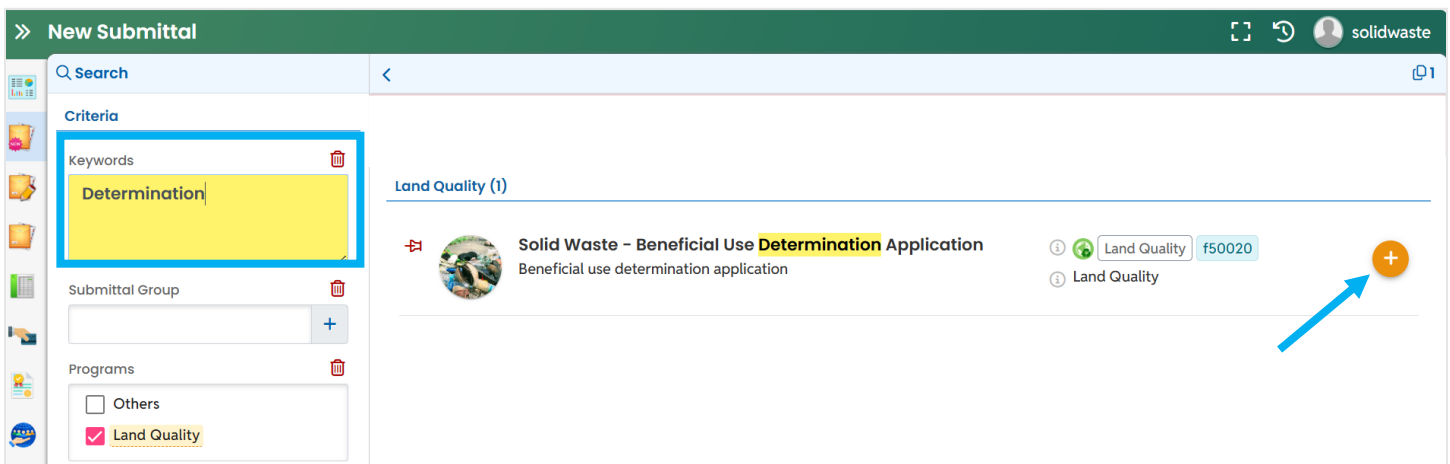 New Submittal
solidwaste
Search
1
Criteria
Keywords
Determination
Submittal Group
+
Programs
Others
Land Quality
Land Quality (1)
Solid Waste - Beneficial Use Determination Application
Beneficial use determination application
Land Quality f50020
Land Quality
+